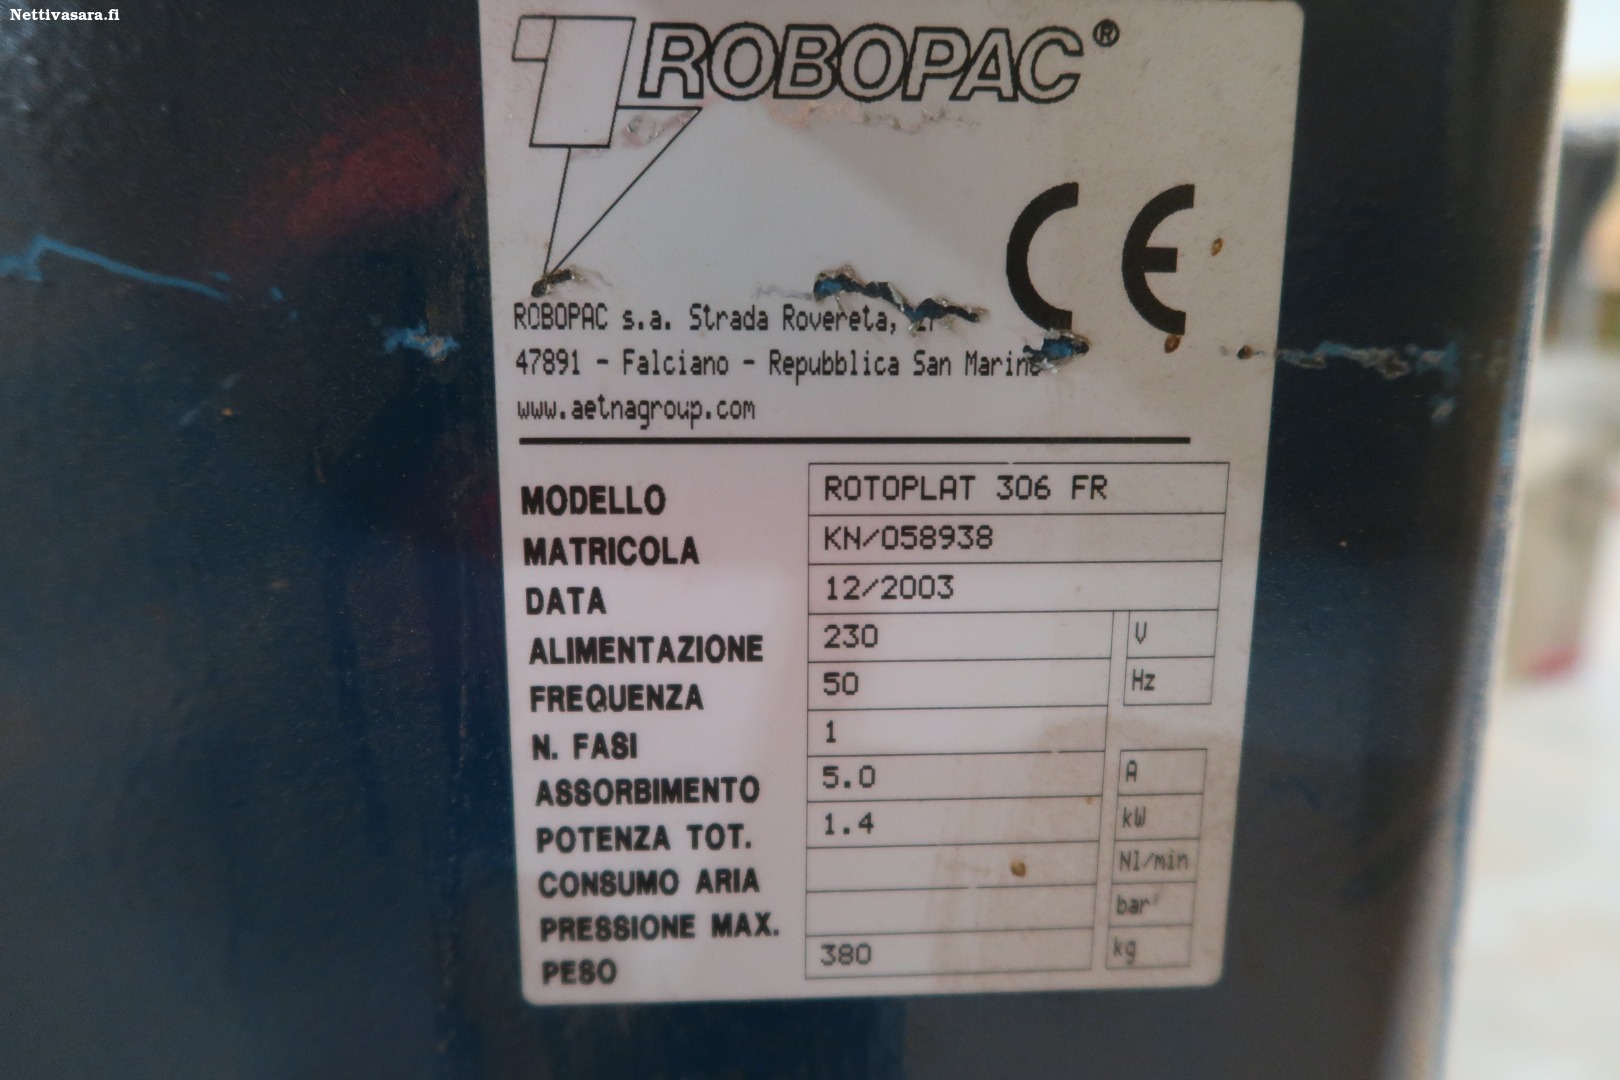 Nettivasara.fi
ROBOPAC®
CE
ROBOPAC s.a. Strada Rovereta,
47891 - Falciano - Repubblica San Marino
www.aetnagroup.com
MODELLO ROTOPLAT 306 FR
MATRICOLA KN/058938
DATA 12/2003
ALIMENTAZIONE 230 V
FREQUENZA 50 Hz
N. FASI 1
ASSORBIMENTO 5.0 A
POTENZA TOT. 1.4 kW
CONSUMO ARIA Nl/min
PRESSIONE MAX. bar
PESO 380 kg